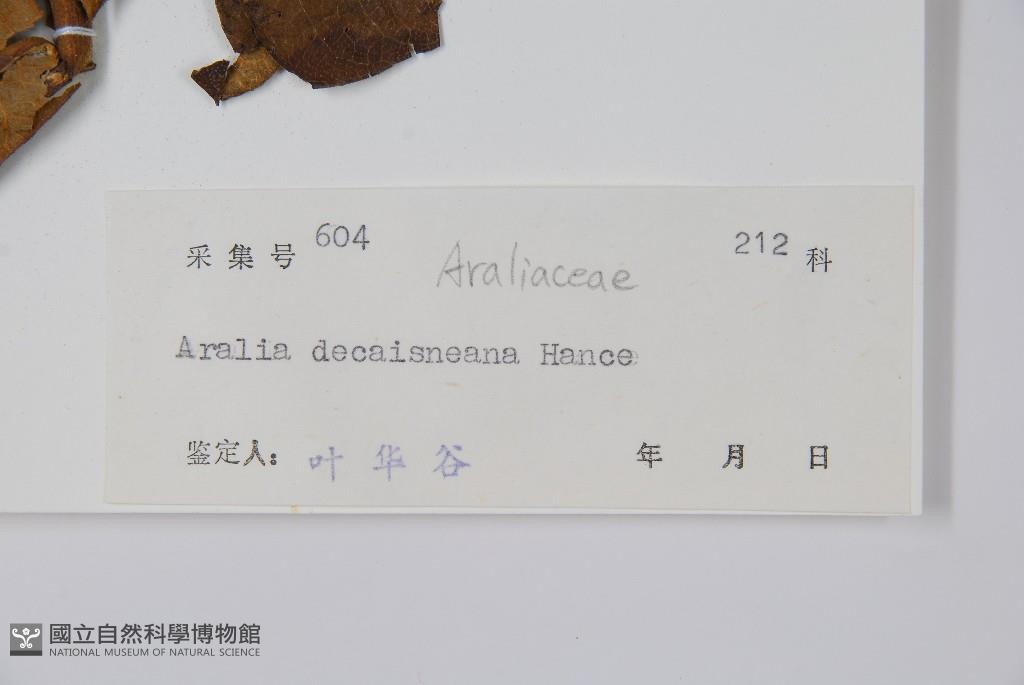 采集号 604 Araliaceae 212 科
Aralia decaisneana Hance
鉴定人: 叶华谷 年 月 日
國立自然科學博物館
NATIONAL MUSEUM OF NATURAL SCIENCE